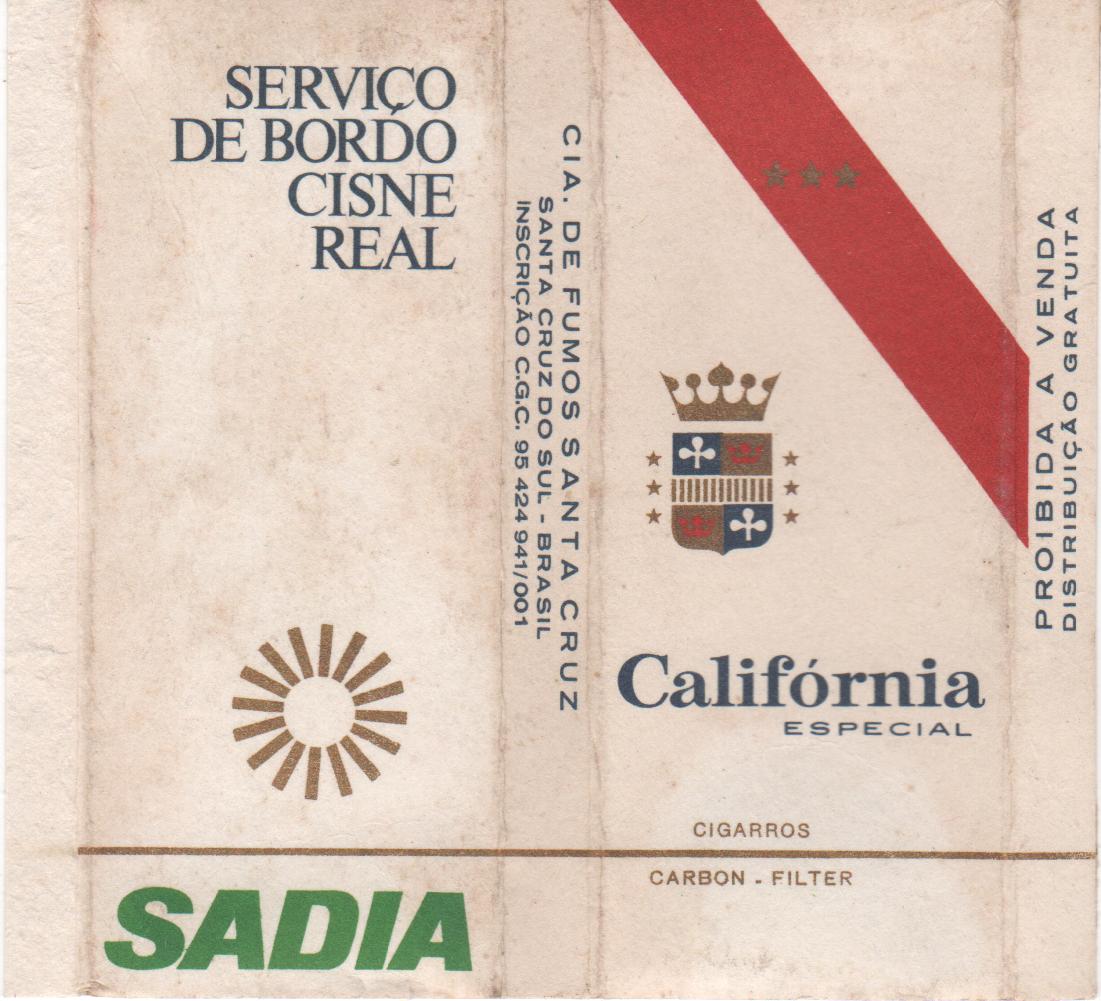 SERVIÇO
DE BORDO
CISNE
REAL
SADIA
CIA. DE FUMOS SANTA CRUZ
SANTA CRUZ DO SUL - BRASIL
INSCRIÇÃO C.G.C. 95 424 941/001
Califórnia
ESPECIAL
CIGARROS
CARBON - FILTER
PROIBIDA A VENDA
DISTRIBUIÇÃO GRATUITA